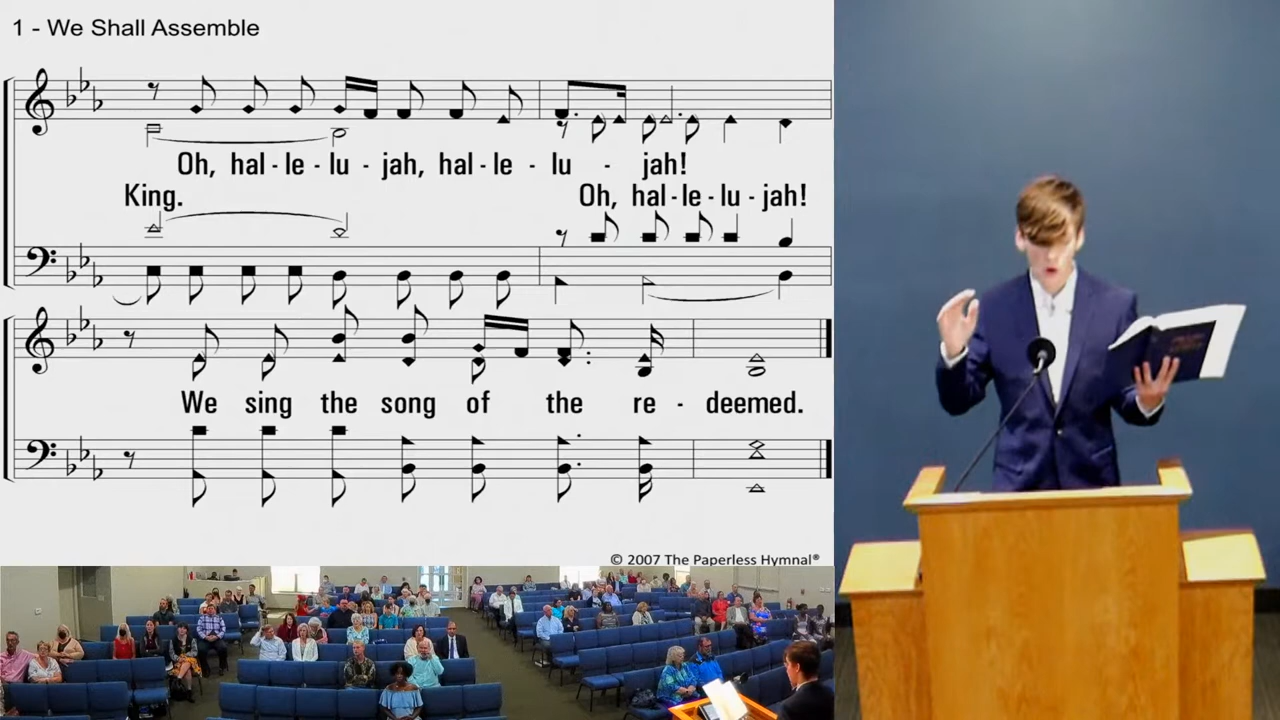 1 - We Shall Assemble
Oh, hal - le - lu - jah, hal - le - lu - jah!
King. Oh, hal - le - lu - jah!
We sing the song of the re - deemed.
© 2007 The Paperless Hymnal®